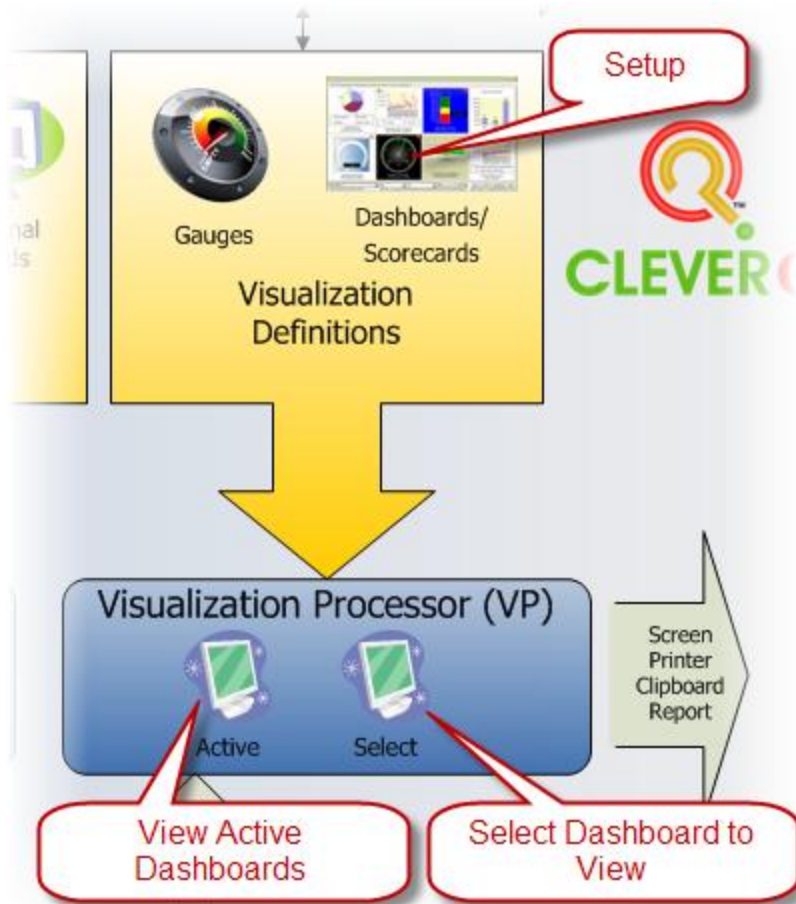 Setup
Gauges
Dashboards/
Scorecards
Visualization
Definitions
CLEVER
TM
Visualization Processor (VP)
Active
Select
Screen
Printer
Clipboard
Report
View Active
Dashboards
Select Dashboard to
View